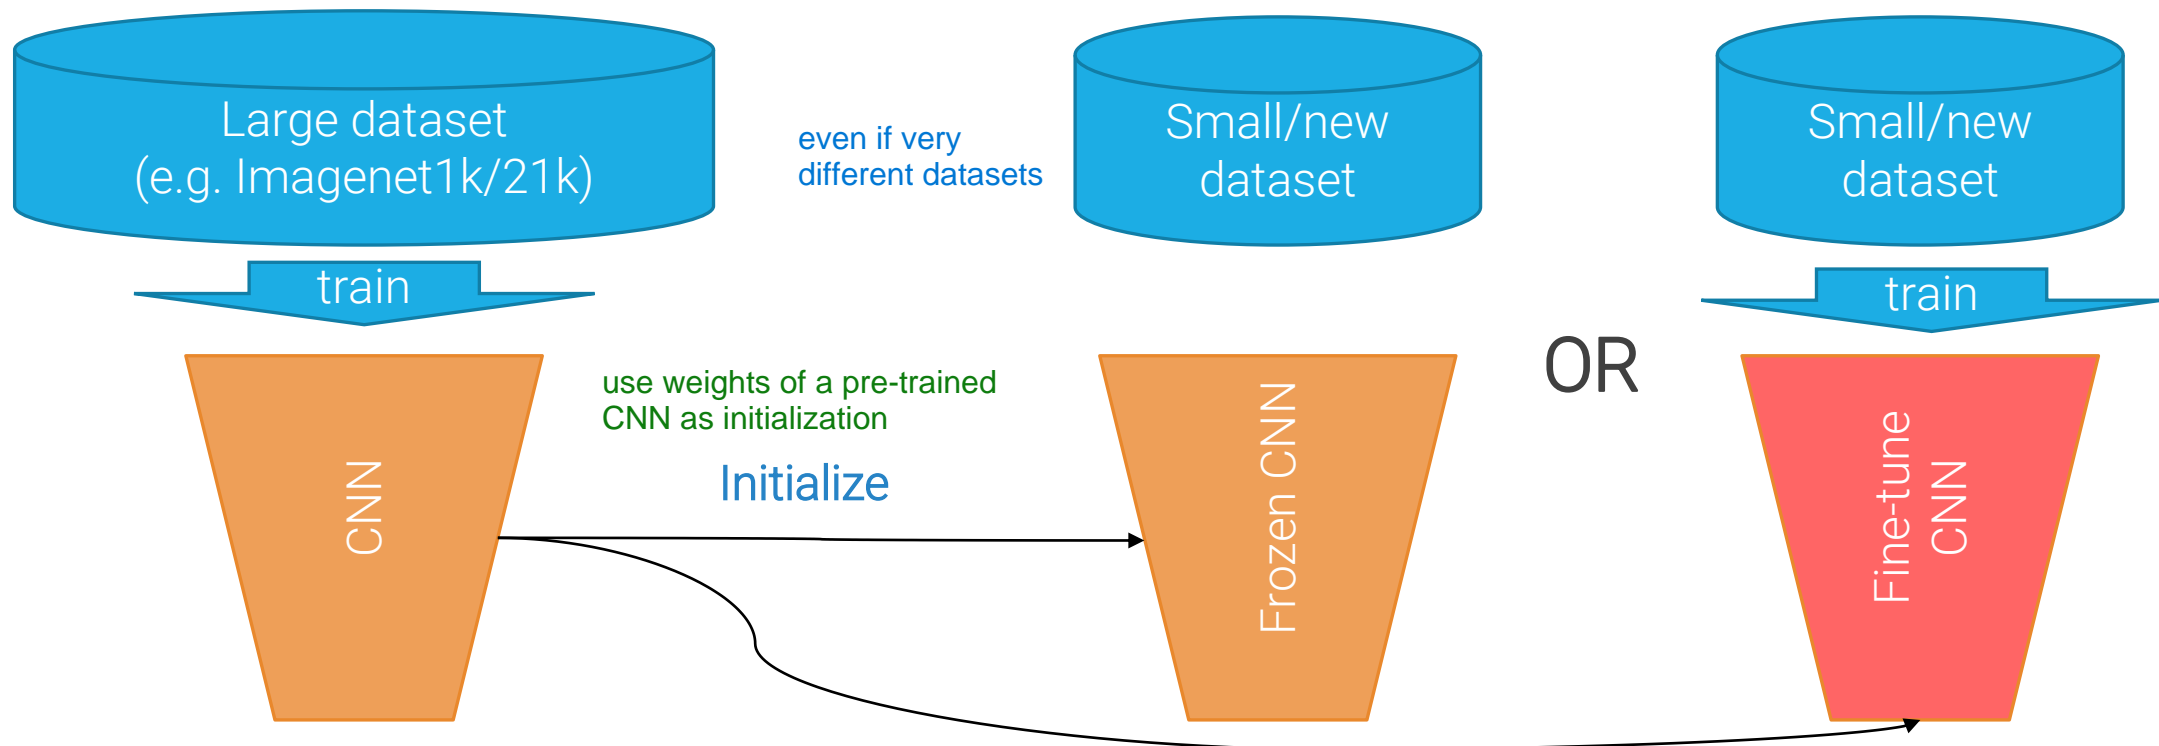 Large dataset
(e.g. Imagenet1k/21k)
even if very
different datasets
Small/new
dataset
Small/new
dataset
train
train
use weights of a pre-trained
CNN as initialization
Initialize
OR
CNN
Frozen CNN
Fine-tune
CNN